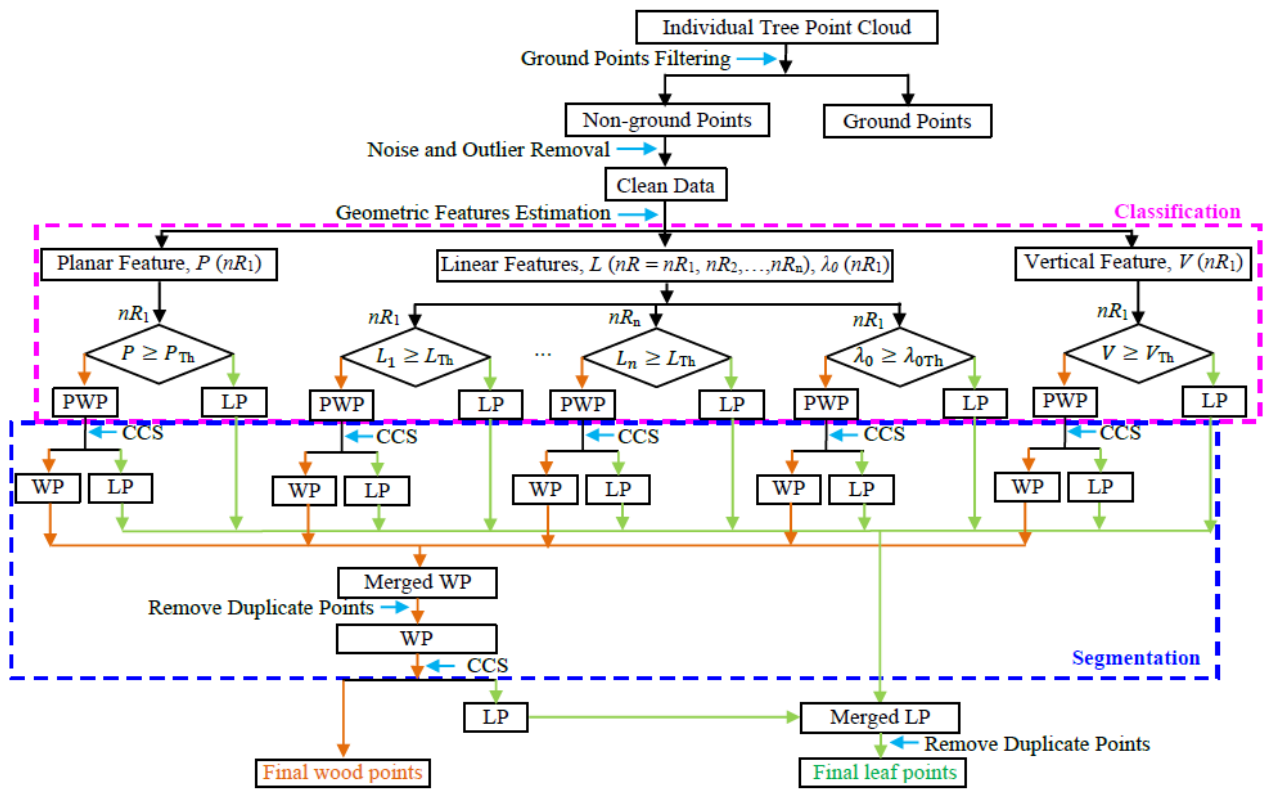 Individual Tree Point Cloud
Ground Points Filtering
Non-ground Points
Ground Points
Noise and Outlier Removal
Clean Data
Geometric Features Estimation
Classification
Planar Feature, P (nR₁)
Linear Features, L (nR = nR₁, nR₂,…,nRₙ), λ₀ (nR₁)
Vertical Feature, V (nR₁)
nR₁
nR₁
nRₙ
nR₁
nR₁
P ≥ P_Th
L₁ ≥ L_Th
...
Lₙ ≥ L_Th
λ₀ ≥ λ₀Th
V ≥ V_Th
PWP
LP
PWP
LP
PWP
LP
PWP
LP
PWP
LP
CCS
CCS
CCS
CCS
CCS
WP
LP
WP
LP
WP
LP
WP
LP
WP
LP
Merged WP
Remove Duplicate Points
WP
Segmentation
CCS
LP
Merged LP
Remove Duplicate Points
Final wood points
Final leaf points